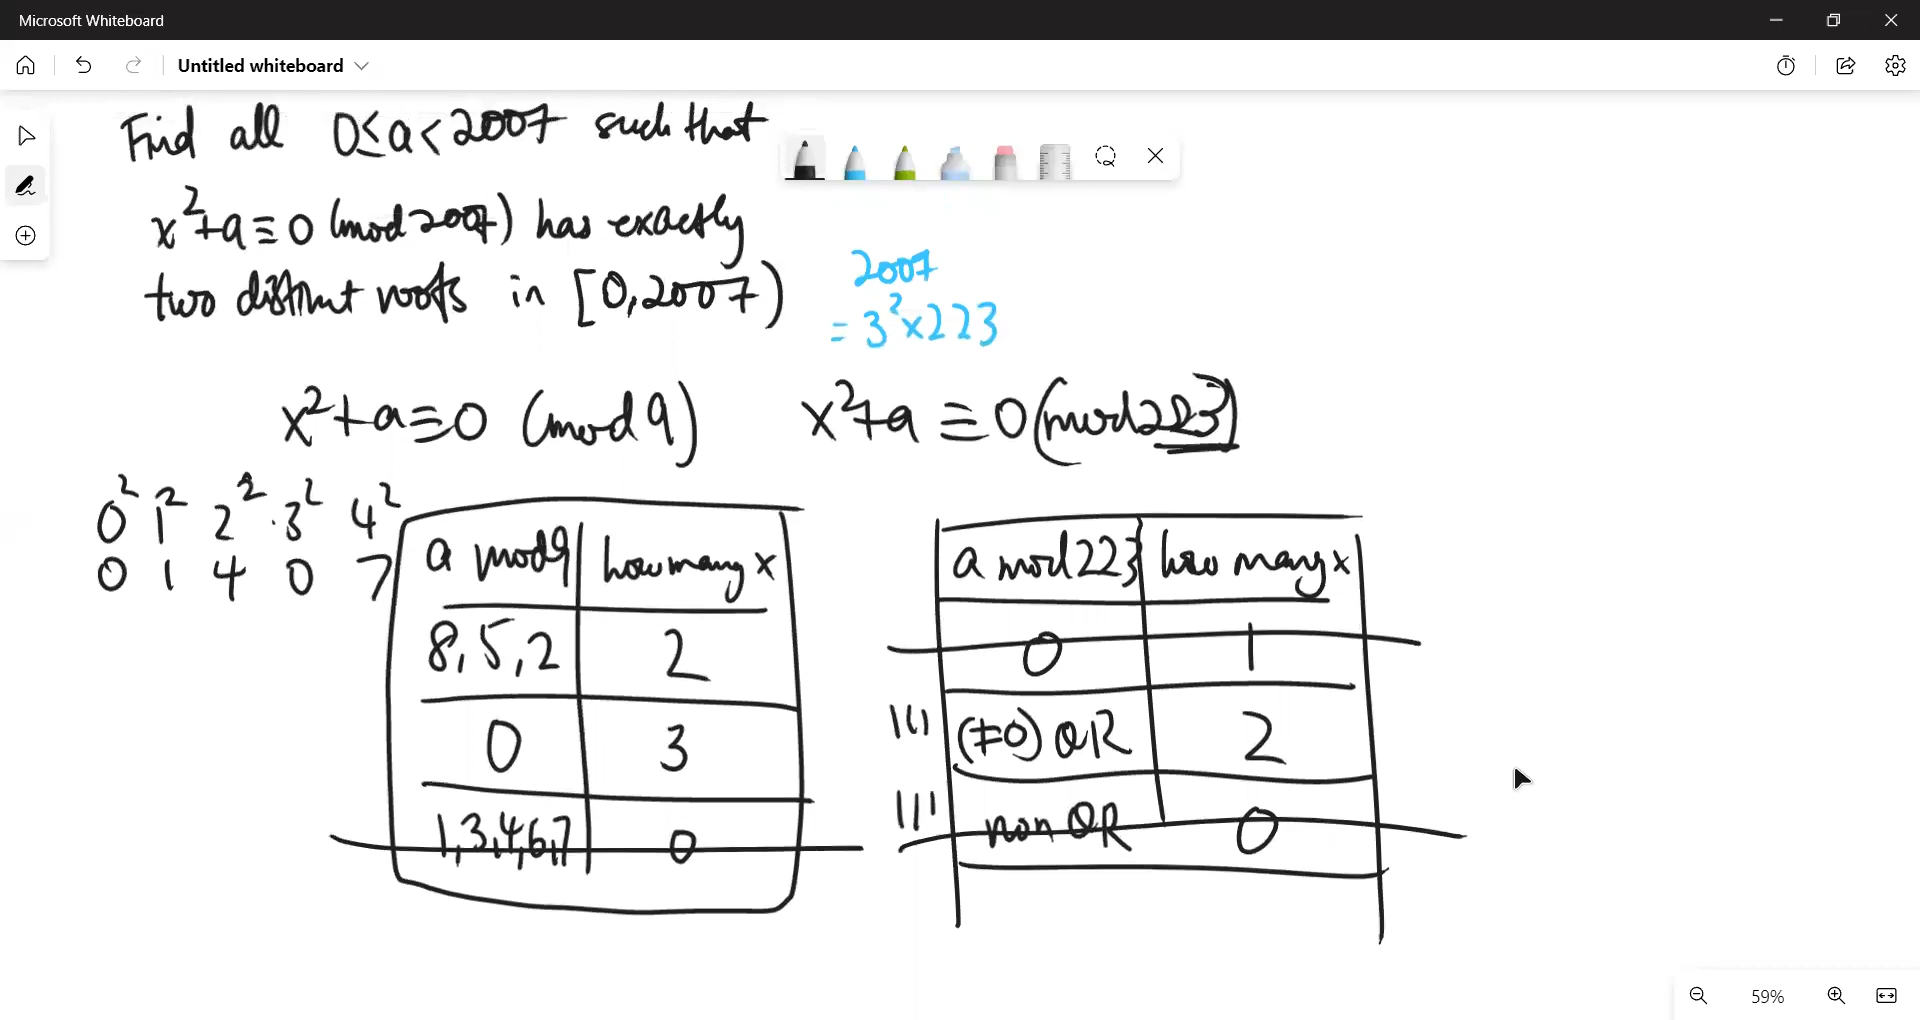 Microsoft Whiteboard
Untitled whiteboard
Find all 0≤a<2007 such that
x²+a≡0 (mod 2007) has exactly
two distinct roots in [0,2007)
2007
= 3²×223
x²+a≡0 (mod 9)
x²+a≡0 (mod 223)
0² 1² 2² 3² 4²
0 1 4 0 7
a mod 9 how many x
8,5,2 2
0 3
1,3,4,6,7 0
a mod 223 how many x
0 1
111 (≠0) QR 2
111 non QR 0
59%